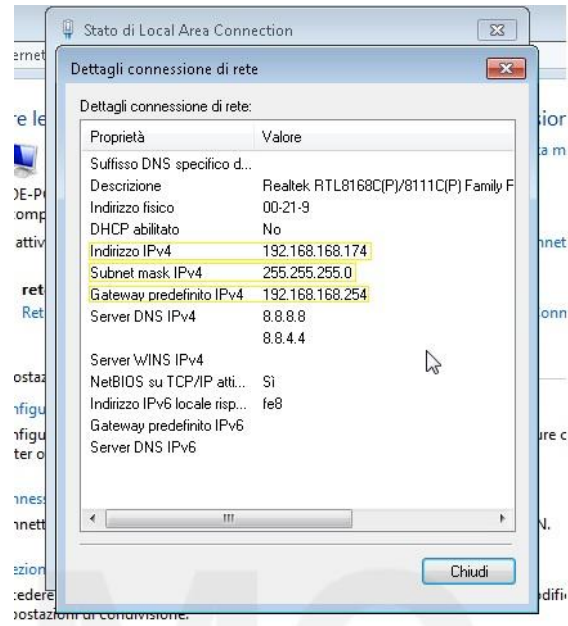 Stato di Local Area Connection
ernet
Dettagli connessione di rete
Dettagli connessione di rete:
Proprietà Valore
Suffisso DNS specifico d...
Descrizione Realtek RTL8168C(P)/8111C(P) Family F
Indirizzo fisico 00-21-9
DHCP abilitato No
Indirizzo IPv4 192.168.168.174
Subnet mask IPv4 255.255.255.0
Gateway predefinito IPv4 192.168.168.254
Server DNS IPv4 8.8.8.8
8.8.4.4
Server WINS IPv4
NetBIOS su TCP/IP atti... Sì
Indirizzo IPv6 locale risp... fe8
Gateway predefinito IPv6
Server DNS IPv6
Chiudi
postazioni di condivisione.